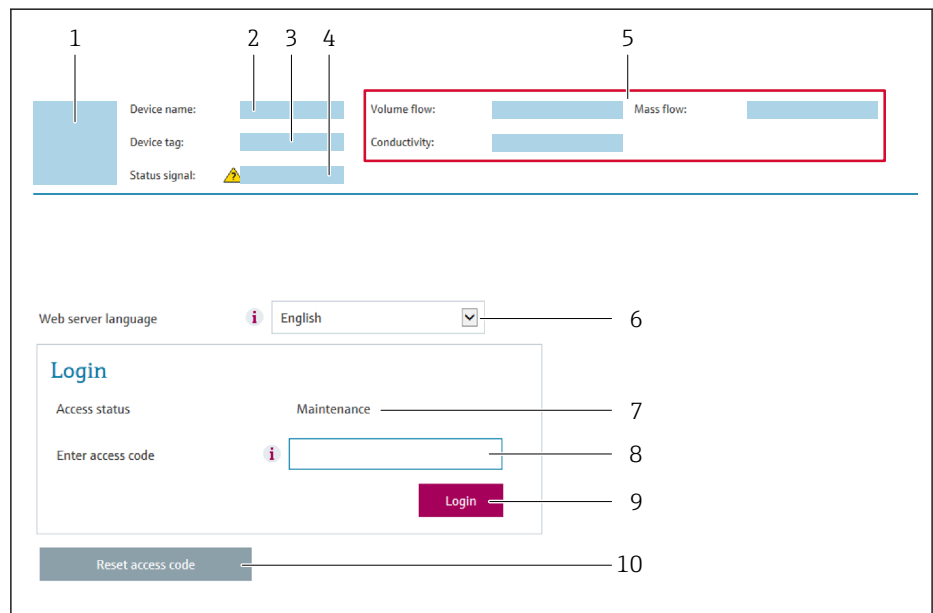 1 2 3 4 5
Device name: Volume flow: Mass flow:
Device tag: Conductivity:
Status signal: ?
Web server language i English 6
Login
Access status Maintenance 7
Enter access code i 8
Login 9
Reset access code 10